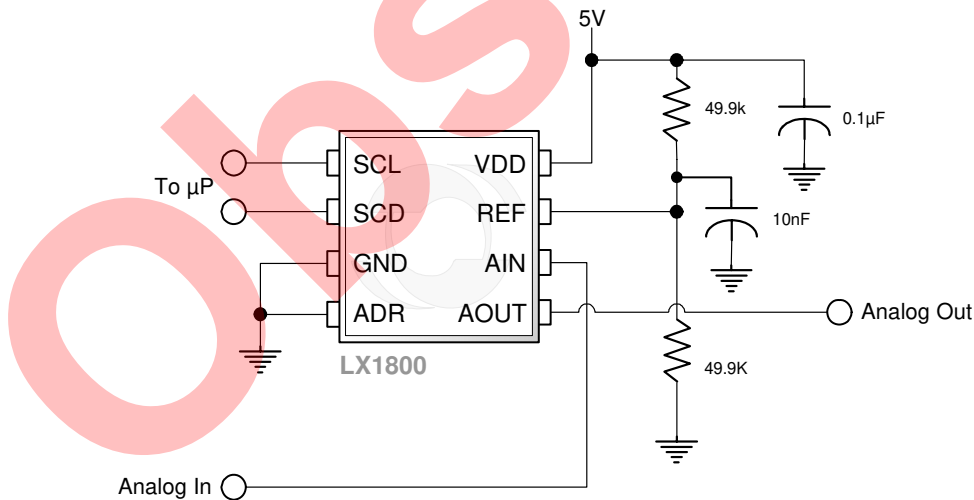 5V
49.9k
0.1µF
SCL
VDD
To µP
SCD
REF
10nF
GND
AIN
ADR
AOUT
Analog Out
LX1800
49.9K
Analog In
Obs